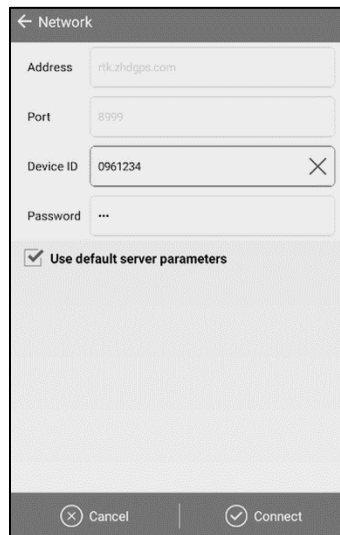 ← Network
Address rtk.zhdgps.com
Port 8999
Device ID 0961234
Password •••
Use default server parameters
Cancel Connect